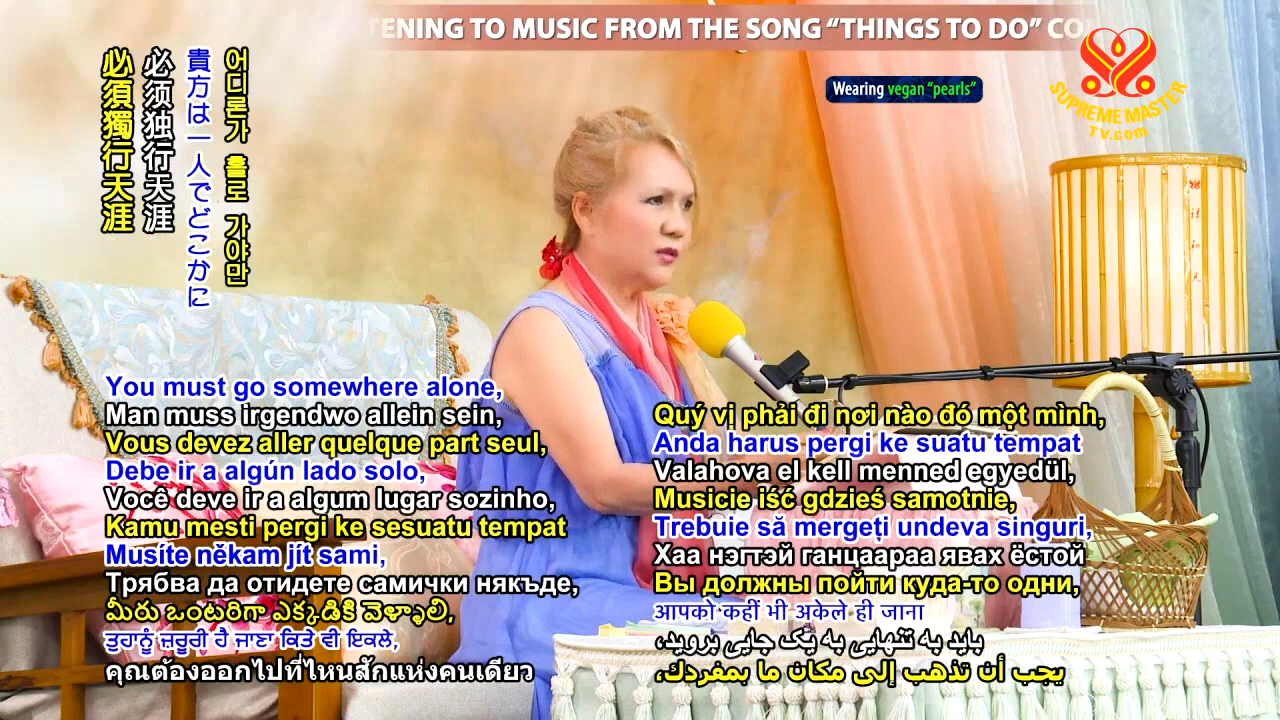 TENING TO MUSIC FROM THE SONG “THINGS TO DO”
Wearing vegan “pearls”
SUPREME MASTER
TV.com
必須獨行天涯
必须独行天涯
貴方は一人でどこかに
어디론가 홀로 가야만
You must go somewhere alone,
Man muss irgendwo allein sein,
Vous devez aller quelque part seul,
Debe ir a algún lado solo,
Você deve ir a algum lugar sozinho,
Kamu mesti pergi ke sesuatu tempat
Musíte někam jít sami,
Трябва да отидете самички някъде,
మీరు ఒంటరిగా ఎక్కడికి వెళ్ళాలి,
ਤੁਹਾਨੂੰ ਜ਼ਰੂਰੀ ਹੈ ਜਾਣਾ ਕਿਤੇ ਵੀ ਇਕਲੇ,
คุณต้องออกไปที่ไหนสักแห่งคนเดียว
Quý vị phải đi nơi nào đó một mình,
Anda harus pergi ke suatu tempat
Valahova el kell menned egyedül,
Musicie iść gdzieś samotnie,
Trebuie să mergeți undeva singuri,
Хаа нэгтэй ганцаараа явах ёстой
Вы должны пойти куда-то одни,
आपको कहीं भी अकेले ही जाना
باید به تنهایی به یک جایی بروید،
يجب أن تذهب إلى مكان ما بمفردك،